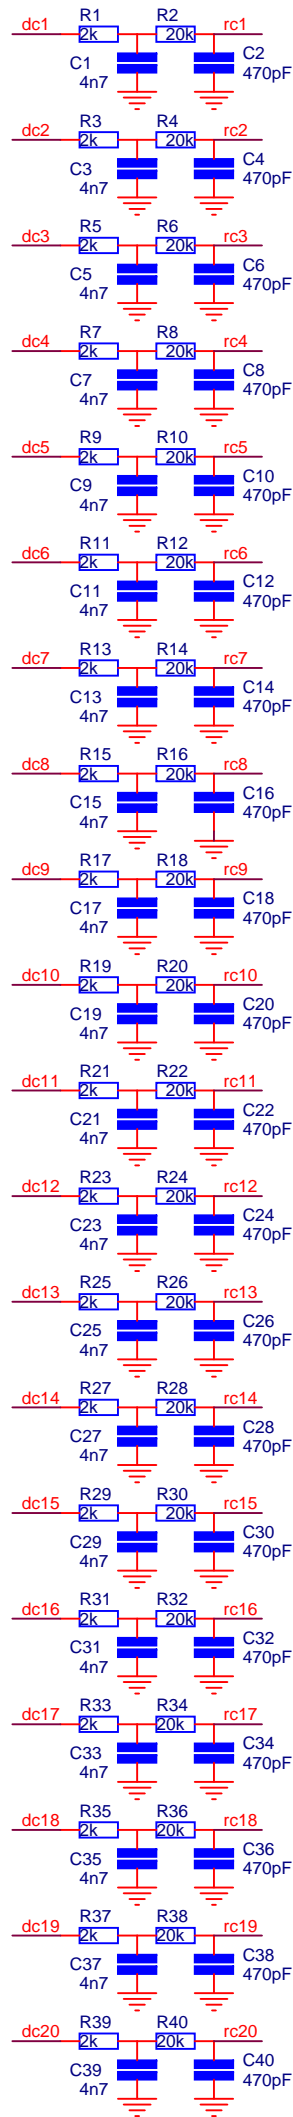 R1 R2
dc1 2k 20k rc1
C1 C2
4n7 470pF
R3 R4
dc2 2k 20k rc2
C3 C4
4n7 470pF
R5 R6
dc3 2k 20k rc3
C5 C6
4n7 470pF
R7 R8
dc4 2k 20k rc4
C7 C8
4n7 470pF
R9 R10
dc5 2k 20k rc5
C9 C10
4n7 470pF
R11 R12
dc6 2k 20k rc6
C11 C12
4n7 470pF
R13 R14
dc7 2k 20k rc7
C13 C14
4n7 470pF
R15 R16
dc8 2k 20k rc8
C15 C16
4n7 470pF
R17 R18
dc9 2k 20k rc9
C17 C18
4n7 470pF
R19 R20
dc10 2k 20k rc10
C19 C20
4n7 470pF
R21 R22
dc11 2k 20k rc11
C21 C22
4n7 470pF
R23 R24
dc12 2k 20k rc12
C23 C24
4n7 470pF
R25 R26
dc13 2k 20k rc13
C25 C26
4n7 470pF
R27 R28
dc14 2k 20k rc14
C27 C28
4n7 470pF
R29 R30
dc15 2k 20k rc15
C29 C30
4n7 470pF
R31 R32
dc16 2k 20k rc16
C31 C32
4n7 470pF
R33 R34
dc17 2k 20k rc17
C33 C34
4n7 470pF
R35 R36
dc18 2k 20k rc18
C35 C36
4n7 470pF
R37 R38
dc19 2k 20k rc19
C37 C38
4n7 470pF
R39 R40
dc20 2k 20k rc20
C39 C40
4n7 470pF